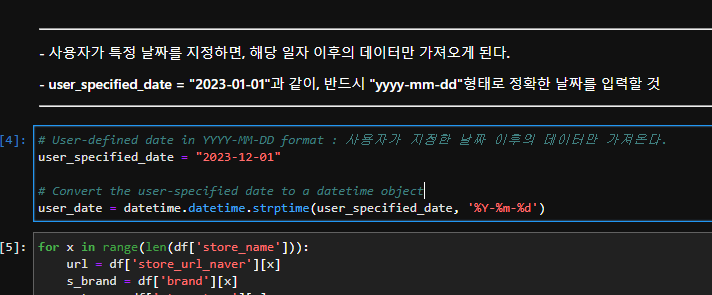 - 사용자가 특정 날짜를 지정하면, 해당 일자 이후의 데이터만 가져오게 된다.
- user_specified_date = "2023-01-01"과 같이, 반드시 "yyyy-mm-dd"형태로 정확한 날짜를 입력할 것
[4]: # User-defined date in YYYY-MM-DD format : 사용자가 지정한 날짜 이후의 데이터만 가져온다.
user_specified_date = "2023-12-01"
# Convert the user-specified date to a datetime object
user_date = datetime.datetime.strptime(user_specified_date, '%Y-%m-%d')
[5]: for x in range(len(df['store_name'])):
url = df['store_url_naver'][x]
s_brand = df['brand'][x]